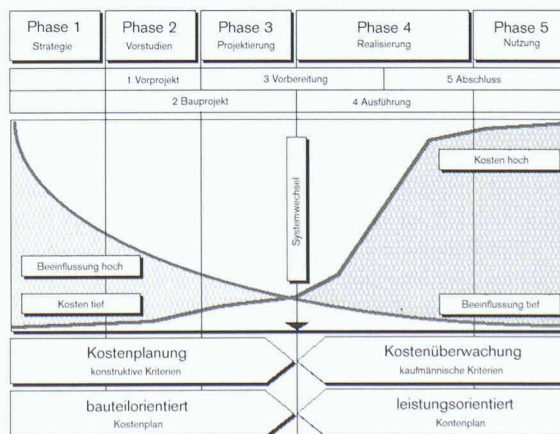 Phase 1
Strategie
Phase 2
Vorstudien
Phase 3
Projektierung
Phase 4
Realisierung
Phase 5
Nutzung
1 Vorprojekt
3 Vorbereitung
5 Abschluss
2 Bauprojekt
4 Ausführung
Systemwechsel
Kosten hoch
Beeinflussung hoch
Kosten tief
Beeinflussung tief
Kostenplanung
konstruktive Kriterien
Kostenüberwachung
kaufmännische Kriterien
bauteilorientiert
Kostenplan
leistungsorientiert
Kontenplan